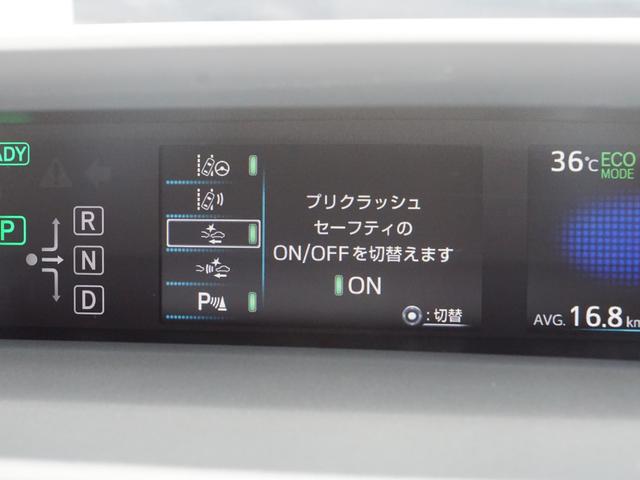 ADY
P
R
N
D
P
プリクラッシュ
セーフティの
ON/OFFを切替えます
ON
:切替
36℃
ECO
MODE
AVG. 16.8 km